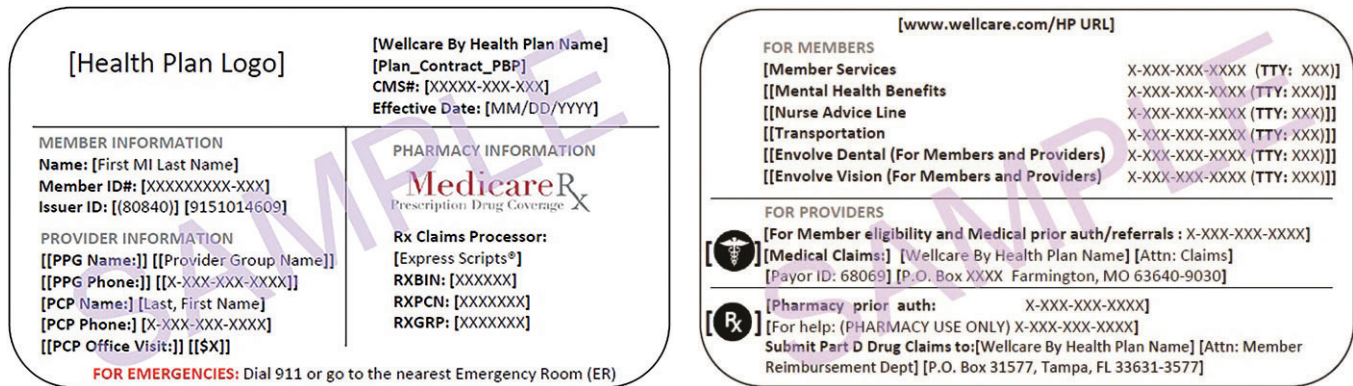 [Health Plan Logo]
[Wellcare By Health Plan Name]
[Plan_Contract_PBP]
CMS#: [XXXXX-XXX-XXX]
Effective Date: [MM/DD/YYYY]
MEMBER INFORMATION
Name: [First MI Last Name]
Member ID#: [XXXXXXXXX-XXX]
Issuer ID: [(80840)] [9151014609]
PROVIDER INFORMATION
[[PPG Name:]] [[Provider Group Name]]
[[PPG Phone:]] [[X-XXX-XXX-XXXX]]
[PCP Name:] [Last, First Name]
[PCP Phone:] [X-XXX-XXX-XXXX]
[[PCP Office Visit:]] [[$X]]
PHARMACY INFORMATION
MedicareRx
Prescription Drug Coverage
Rx Claims Processor:
[Express Scripts®]
RXBIN: [XXXXXX]
RXPCN: [XXXXXXX]
RXGRP: [XXXXXXX]
FOR EMERGENCIES: Dial 911 or go to the nearest Emergency Room (ER)
SAMPLE
[www.wellcare.com/HP URL]
FOR MEMBERS
[Member Services X-XXX-XXX-XXXX (TTY: XXX)]
[[Mental Health Benefits X-XXX-XXX-XXXX (TTY: XXX)]]
[[Nurse Advice Line X-XXX-XXX-XXXX (TTY: XXX)]]
[[Transportation X-XXX-XXX-XXXX (TTY: XXX)]]
[[Envolve Dental (For Members and Providers) X-XXX-XXX-XXXX (TTY: XXX)]]
[[Envolve Vision (For Members and Providers) X-XXX-XXX-XXXX (TTY: XXX)]]
FOR PROVIDERS
[For Member eligibility and Medical prior auth/referrals : X-XXX-XXX-XXXX]
[Medical Claims:] [Wellcare By Health Plan Name] [Attn: Claims]
[Payor ID: 68069] [P.O. Box XXXX Farmington, MO 63640-9030]
[Rx] [Pharmacy prior auth: X-XXX-XXX-XXXX]
[For help: (PHARMACY USE ONLY) X-XXX-XXX-XXXX]
Submit Part D Drug Claims to:[Wellcare By Health Plan Name] [Attn: Member
Reimbursement Dept] [P.O. Box 31577, Tampa, FL 33631-3577]
SAMPLE